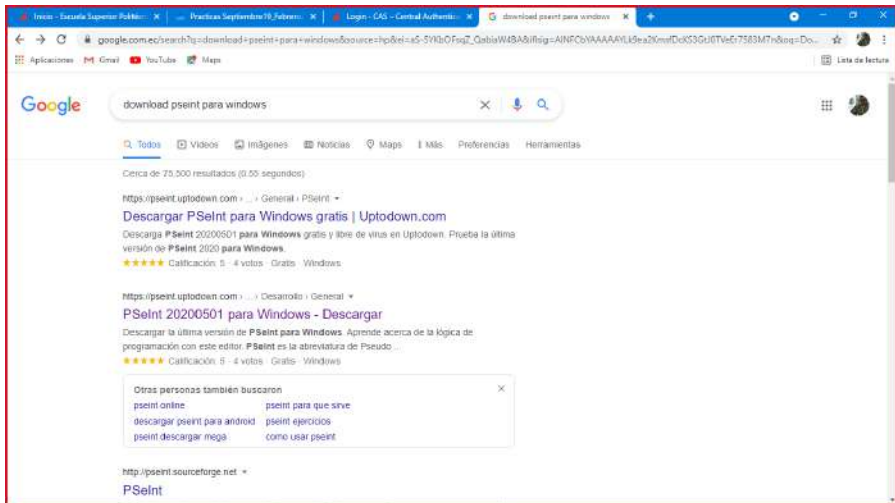 Inicio - Escuela Superior Politécn
Practicas Septiembre19_Febrero
Login - CAS – Central Authentic
download pseint para windows
google.com.ec/search?q=download+pseint+para+windows&source=hp
Aplicaciones Gmail YouTube Maps Lista de lectura
Google
download pseint para windows
Todos Videos Imágenes Noticias Maps Más Preferencias Herramientas
Cerca de 75,500 resultados (0.55 segundos)
https://pseint.uptodown.com › ... › General › PSeInt
Descargar PSeInt para Windows gratis | Uptodown.com
Descarga PSeInt 20200501 para Windows gratis y libre de virus en Uptodown. Prueba la última
versión de PSeInt 2020 para Windows.
★★★★★ Calificación: 5 · 4 votos · Gratis · Windows
https://pseint.uptodown.com › ... › Desarrollo › General
PSeInt 20200501 para Windows - Descargar
Descargar la última versión de PSeInt para Windows. Aprende acerca de la lógica de
programación con este editor. PSeInt es la abreviatura de Pseudo ...
★★★★★ Calificación: 5 · 4 votos · Gratis · Windows
Otras personas también buscaron
pseint online pseint para que sirve
descargar pseint para android pseint ejercicios
pseint descargar mega como usar pseint
http://pseint.sourceforge.net
PSeInt